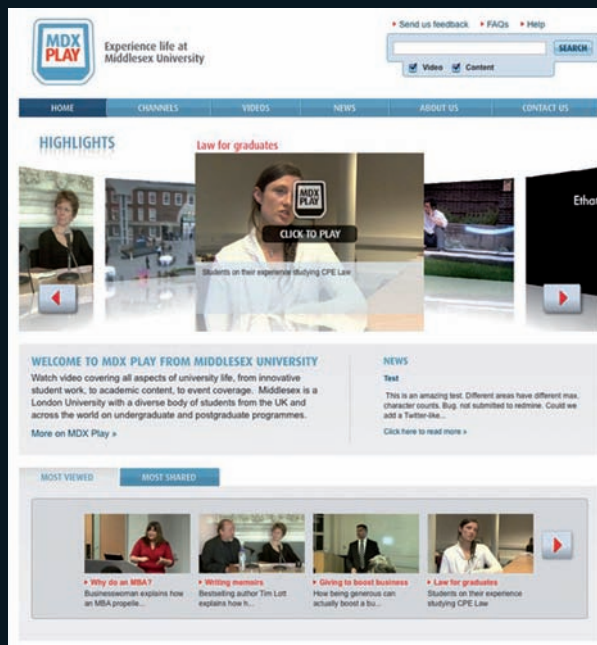 MDX
PLAY
Experience life at
Middlesex University
Send us feedback FAQs Help
SEARCH
Video Content
HOME CHANNELS VIDEOS NEWS ABOUT US CONTACT US
HIGHLIGHTS
Law for graduates
MDX
PLAY
CLICK TO PLAY
Students on their experience studying CPE Law
Etha
WELCOME TO MDX PLAY FROM MIDDLESEX UNIVERSITY
Watch video covering all aspects of university life, from innovative
student work, to academic content, to event coverage. Middlesex is a
London University with a diverse body of students from the UK and
across the world on undergraduate and postgraduate programmes.
More on MDX Play »
NEWS
Test
This is an amazing test. Different areas have different max.
character counts. Bug. not submitted to redmine. Could we
add a Twitter-like...
Click here to read more »
MOST VIEWED MOST SHARED
Why do an MBA?
Businesswoman explains how
an MBA propelle...
Writing memoirs
Bestselling author Tim Lott
explains how h...
Giving to boost business
How being generous can
actually boost a bu...
Law for graduates
Students on their experience
studying CPE Law